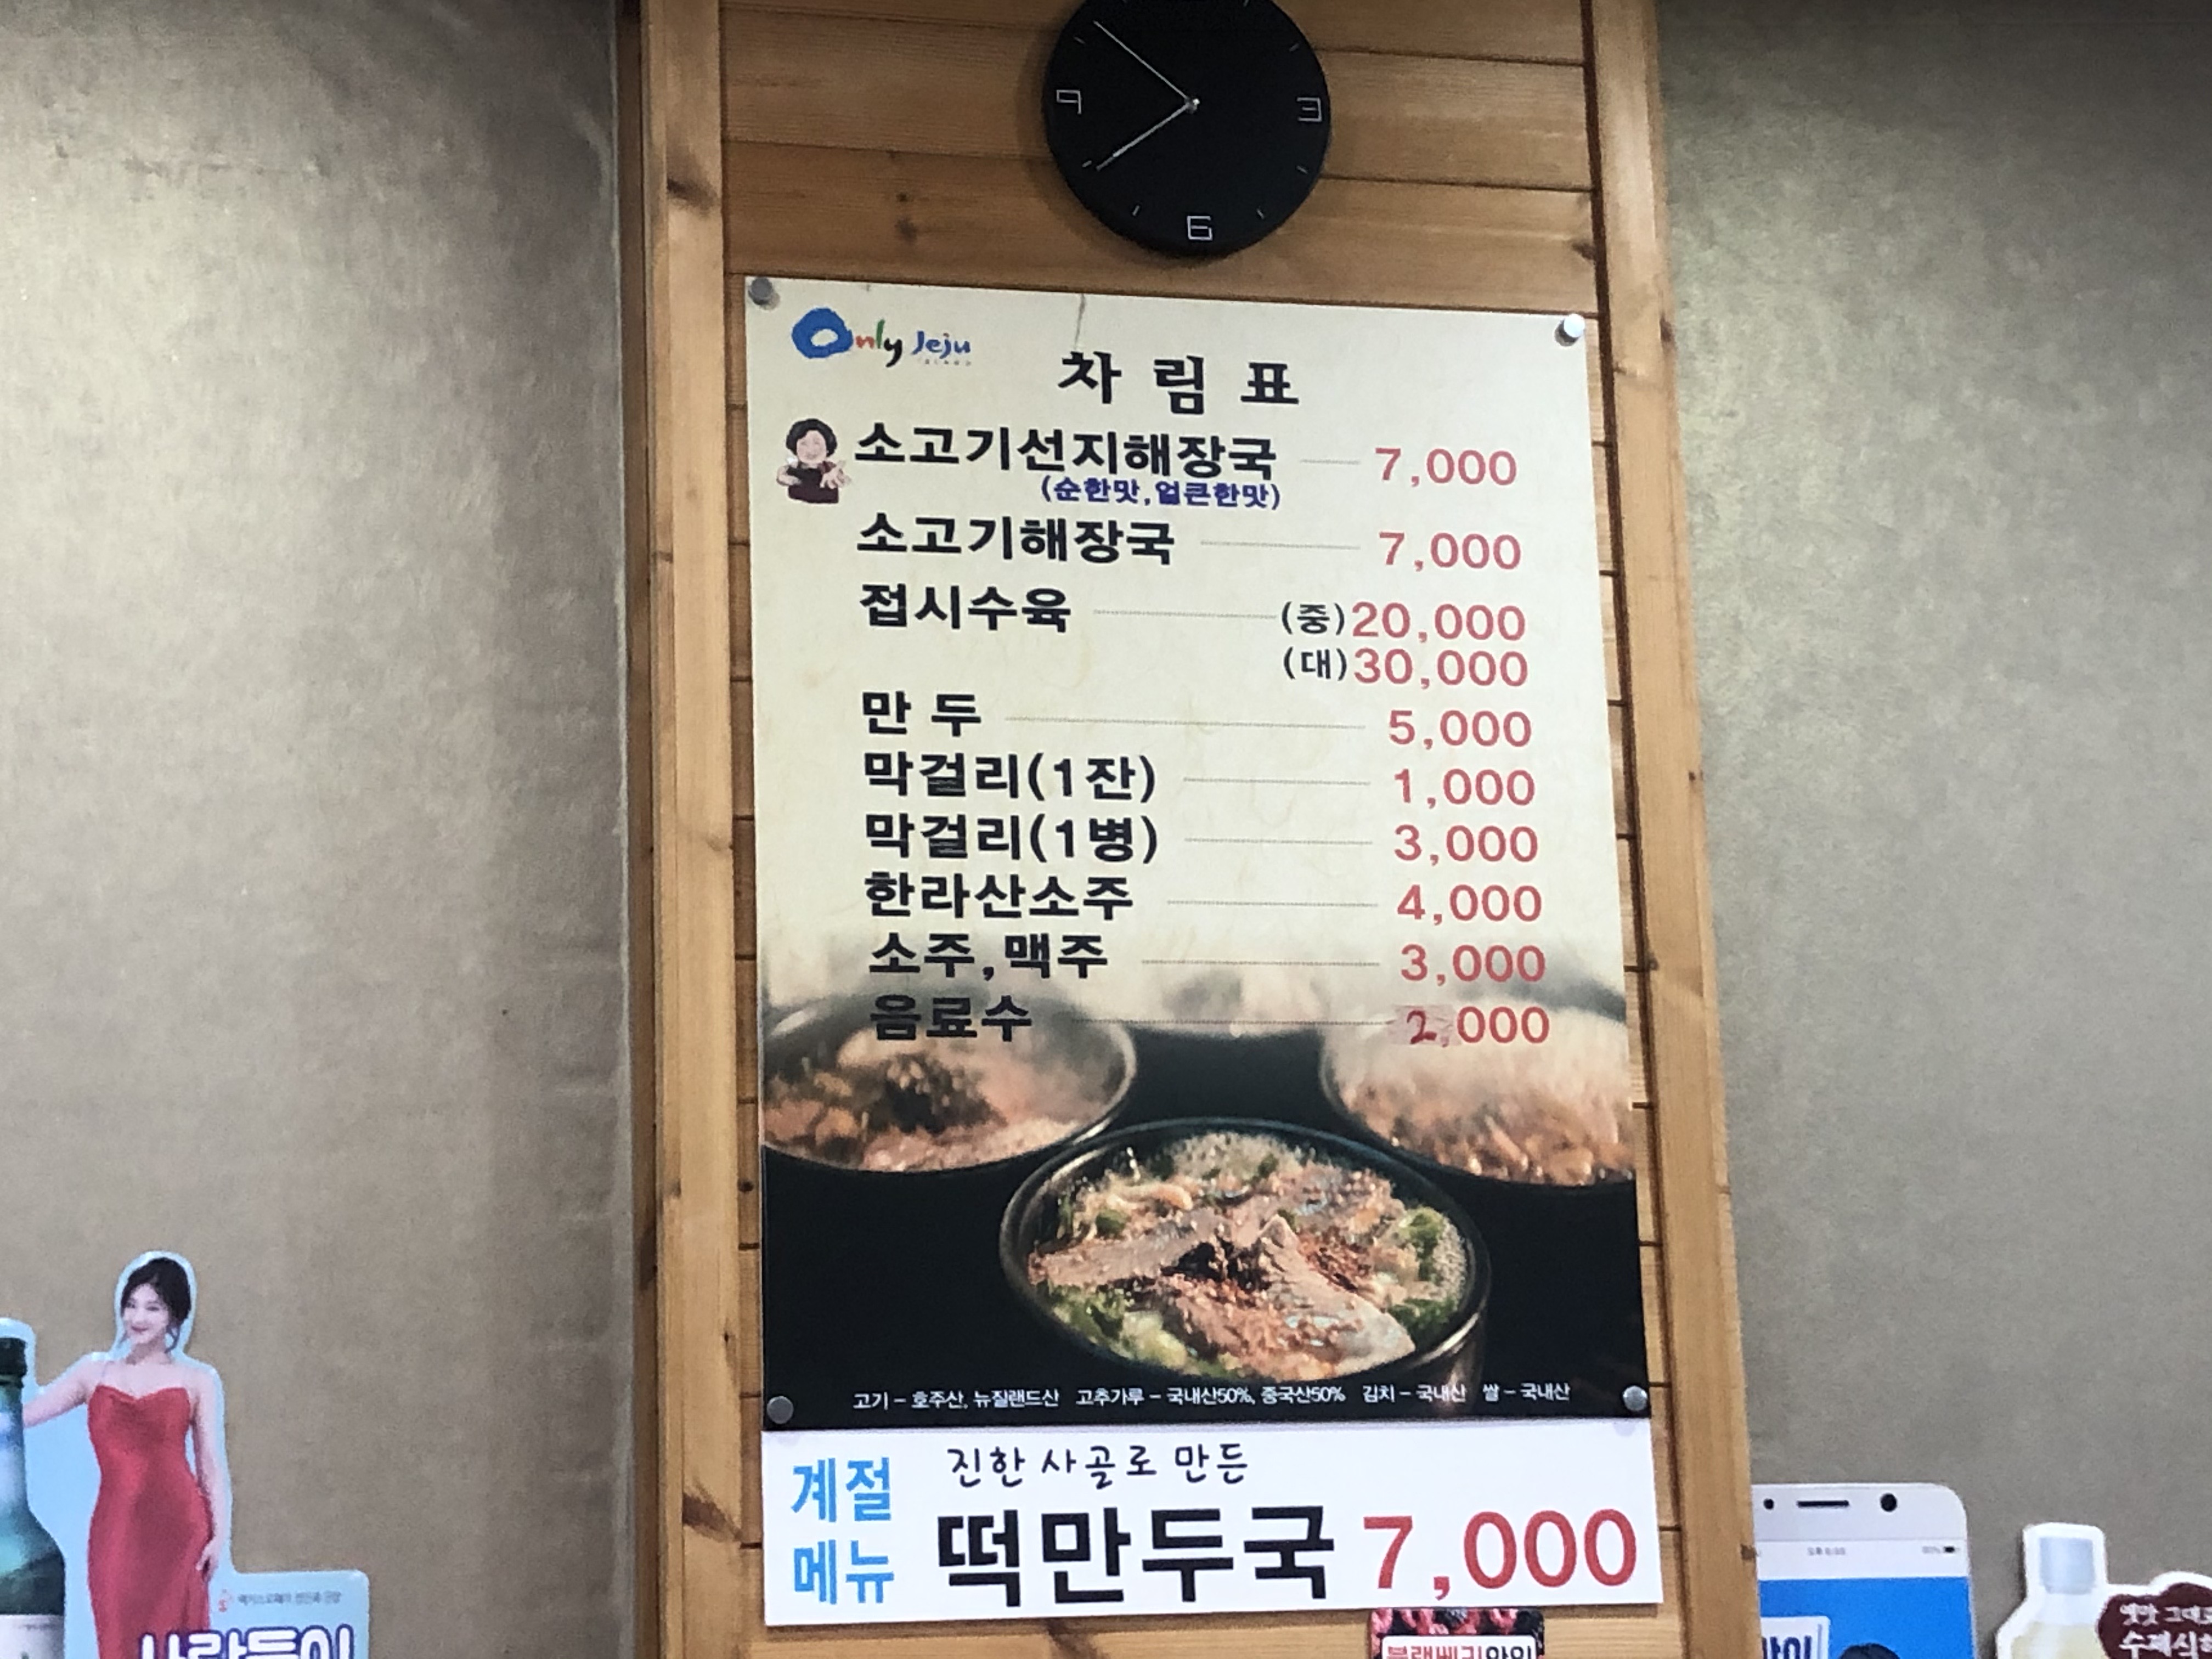 9
3
6
Only Jeju
차림표
소고기선지해장국 7,000
(순한맛,얼큰한맛)
소고기해장국 7,000
접시수육 (중)20,000
(대)30,000
만두 5,000
막걸리(1잔) 1,000
막걸리(1병) 3,000
한라산소주 4,000
소주,맥주 3,000
음료수 2,000
고기 - 호주산, 뉴질랜드산 고추가루 - 국내산50%, 중국산50% 김치 - 국내산 쌀 - 국내산
계절
메뉴
진한 사골로 만든
떡만두국 7,000